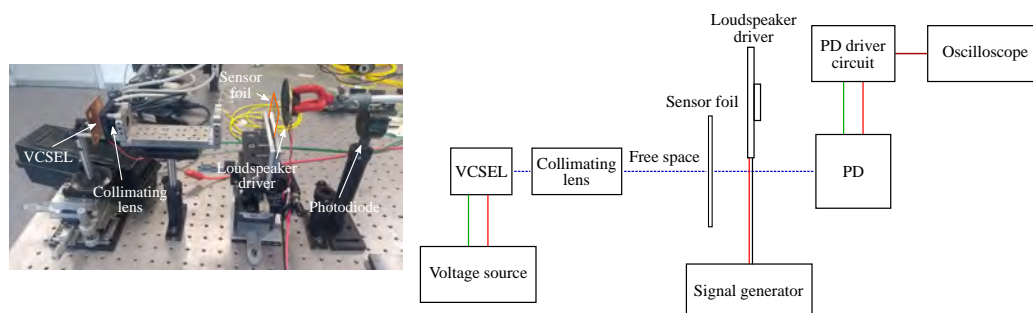 Sensor
foil
VCSEL
Collimating
lens
Loudspeaker
driver
Photodiode
Loudspeaker
driver
PD driver
circuit
Oscilloscope
Sensor foil
VCSEL
Collimating
lens
Free space
PD
Voltage source
Signal generator